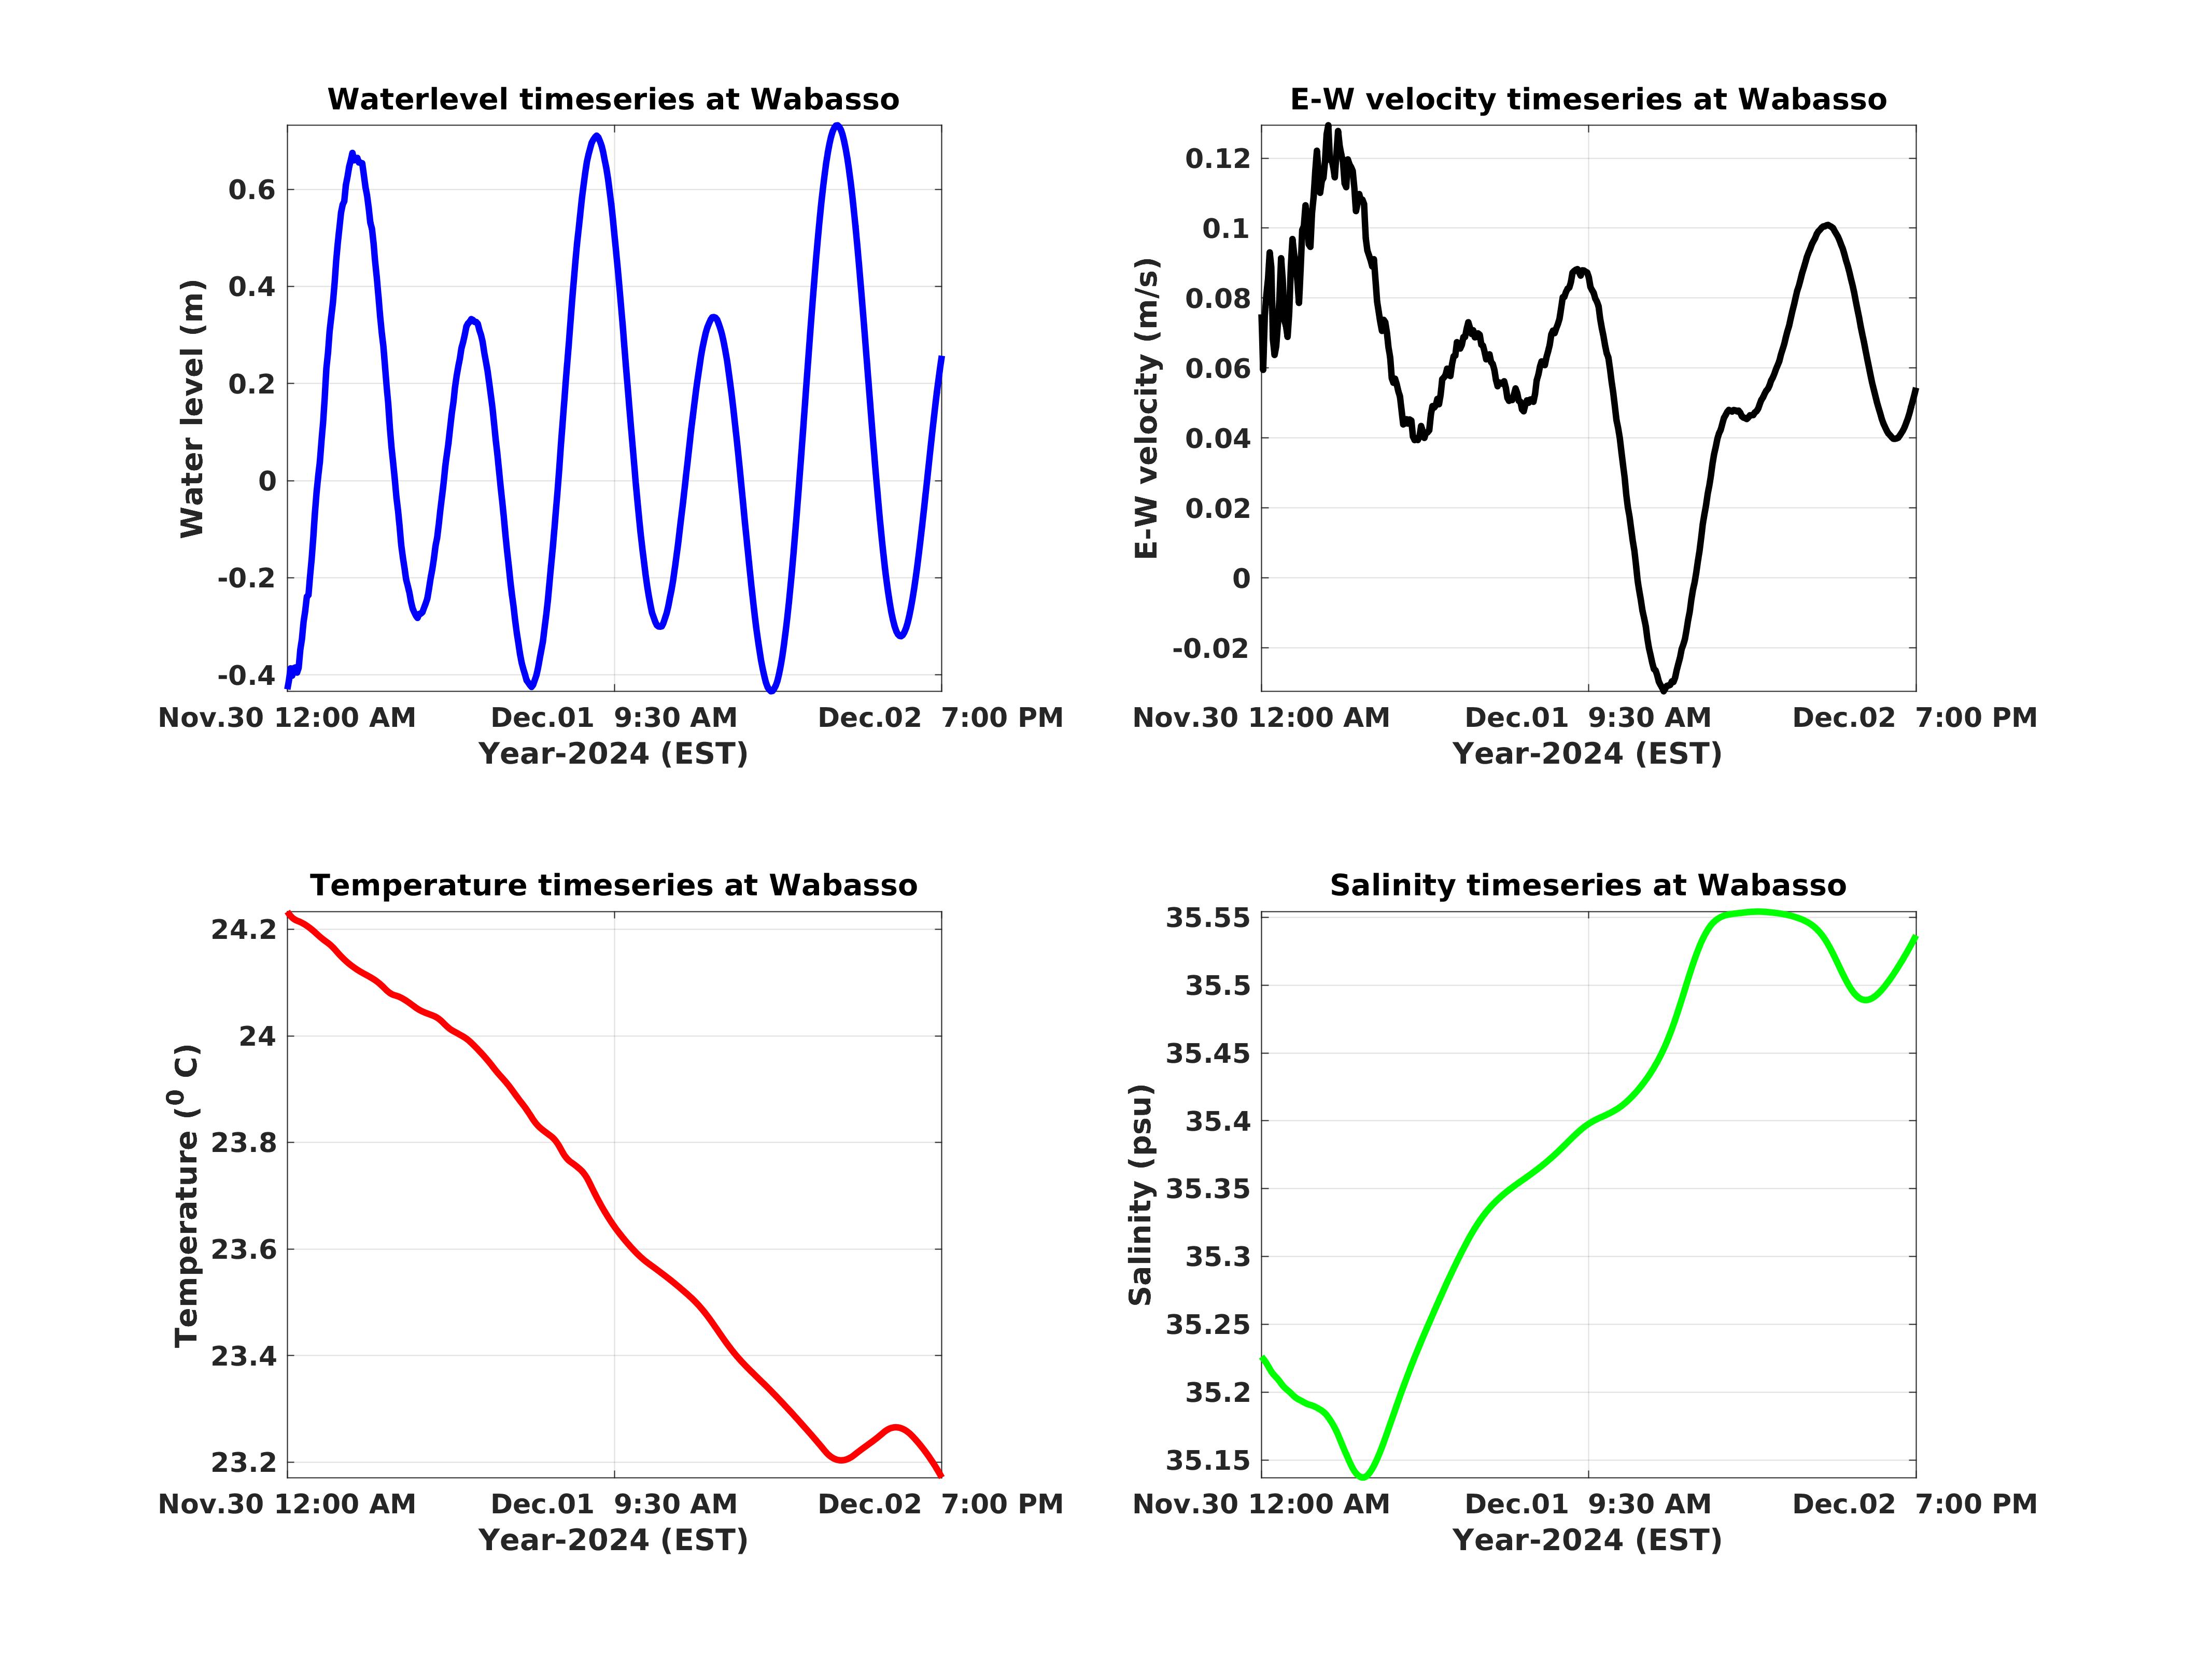 Waterlevel timeseries at Wabasso
0.6
0.4
0.2
0
-0.2
-0.4
Water level (m)
Nov.30 12:00 AM Dec.01 9:30 AM Dec.02 7:00 PM
Year-2024 (EST)
E-W velocity timeseries at Wabasso
0.12
0.1
0.08
0.06
0.04
0.02
0
-0.02
E-W velocity (m/s)
Nov.30 12:00 AM Dec.01 9:30 AM Dec.02 7:00 PM
Year-2024 (EST)
Temperature timeseries at Wabasso
24.2
24
23.8
23.6
23.4
23.2
Temperature (⁰ C)
Nov.30 12:00 AM Dec.01 9:30 AM Dec.02 7:00 PM
Year-2024 (EST)
Salinity timeseries at Wabasso
35.55
35.5
35.45
35.4
35.35
35.3
35.25
35.2
35.15
Salinity (psu)
Nov.30 12:00 AM Dec.01 9:30 AM Dec.02 7:00 PM
Year-2024 (EST)